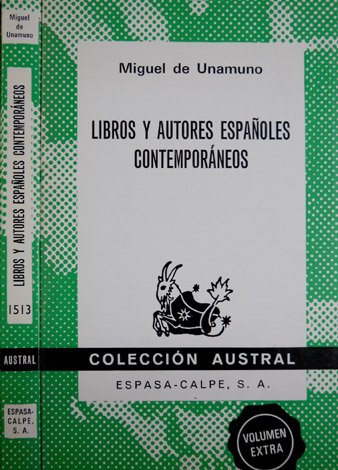 Miguel
de
Unamuno
LIBROS Y AUTORES ESPAÑOLES CONTEMPORÁNEOS
1513
AUSTRAL
ESPASA-
CALPE,
S. A.
Miguel de Unamuno
LIBROS Y AUTORES ESPAÑOLES
CONTEMPORÁNEOS
COLECCIÓN AUSTRAL
ESPASA-CALPE, S. A.
VOLUMEN
EXTRA